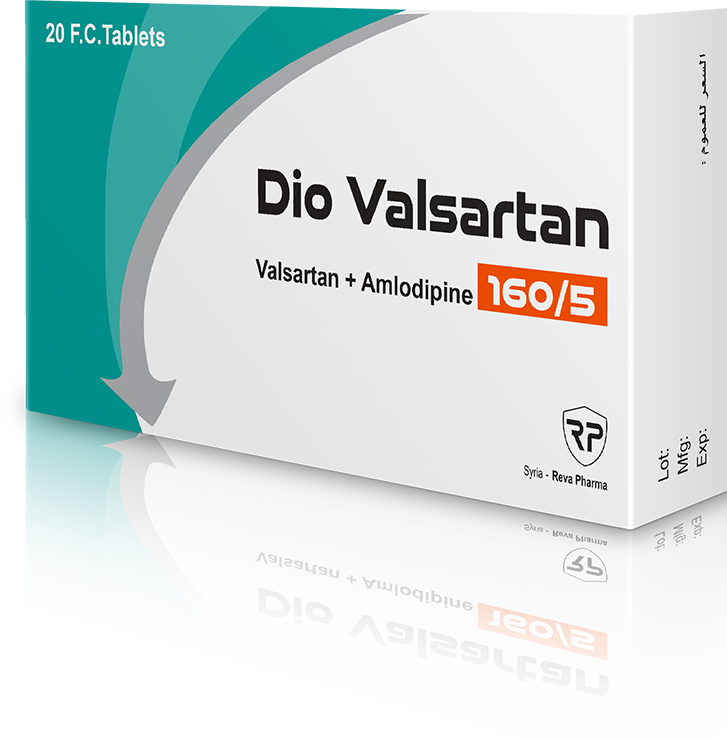 20 F.C.Tablets
Dio Valsartan
Valsartan + Amlodipine 160/5
RP
Syria - Reva Pharma
السعر للعموم :
Lot:
Mfg:
Exp: